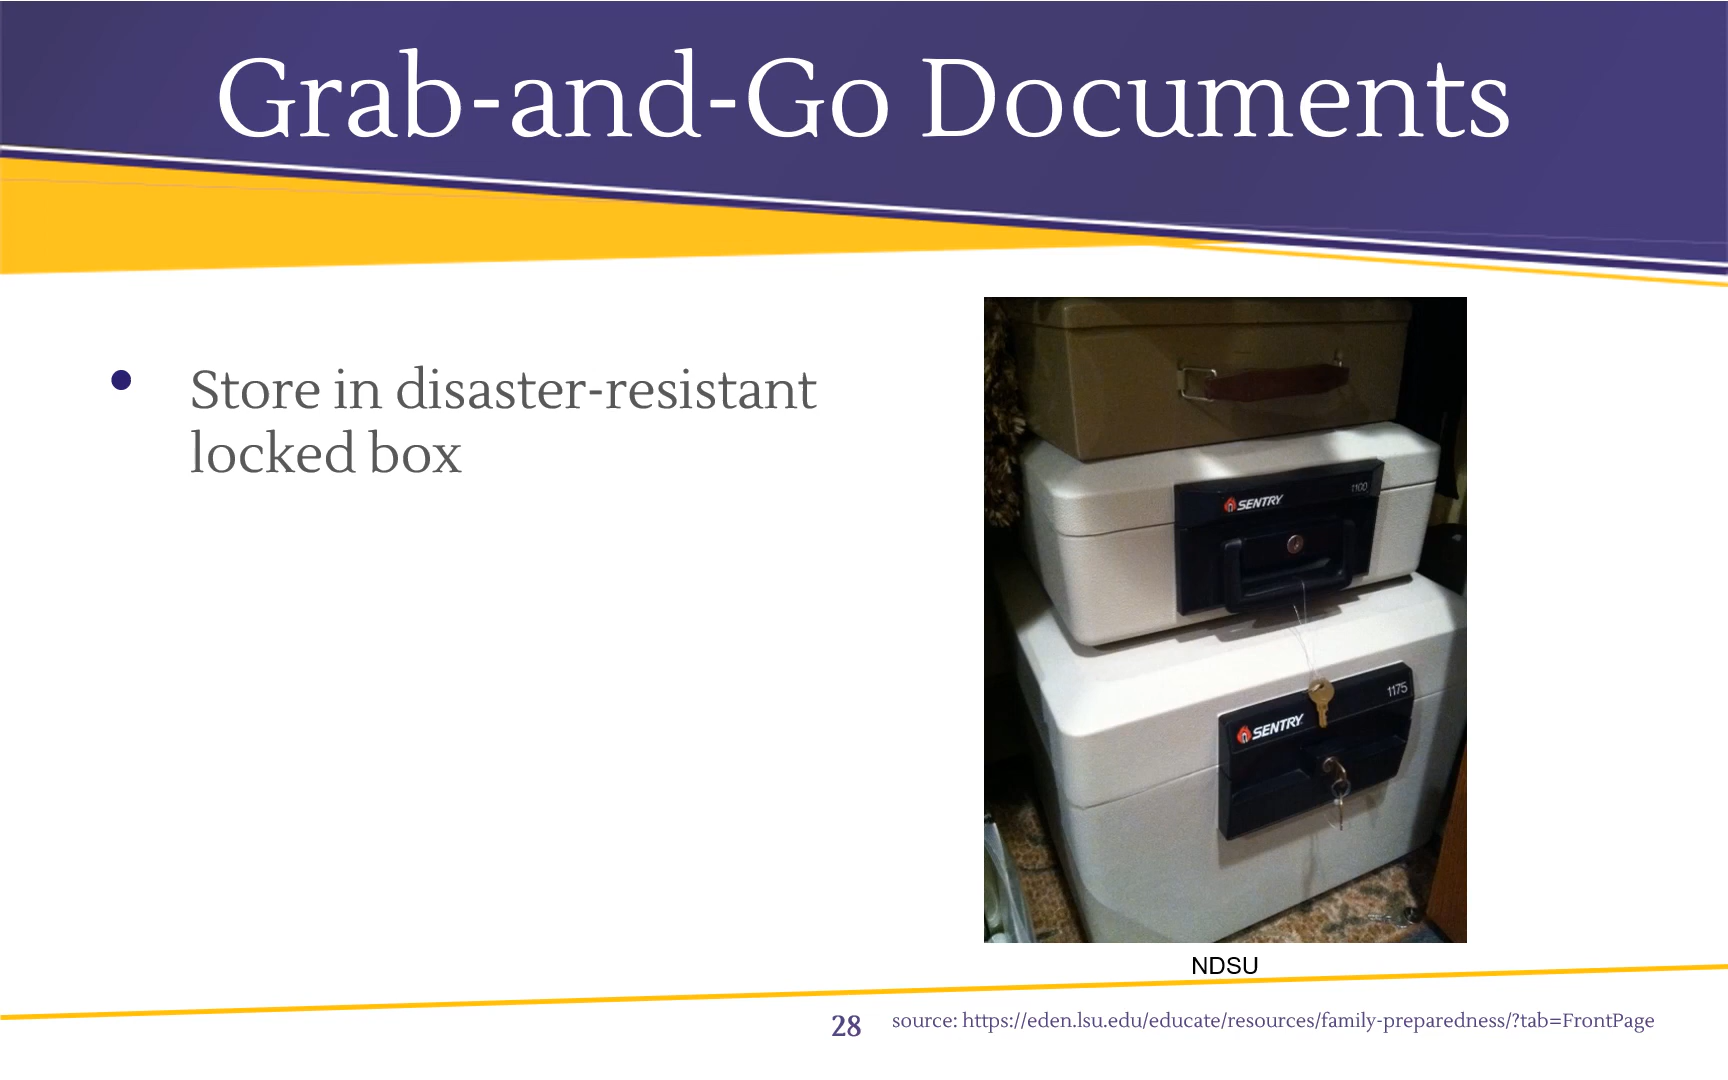 Grab-and-Go Documents
• Store in disaster-resistant
locked box
SENTRY 1100
SENTRY 1175
NDSU
28 source: https://eden.lsu.edu/educate/resources/family-preparedness/?tab=FrontPage